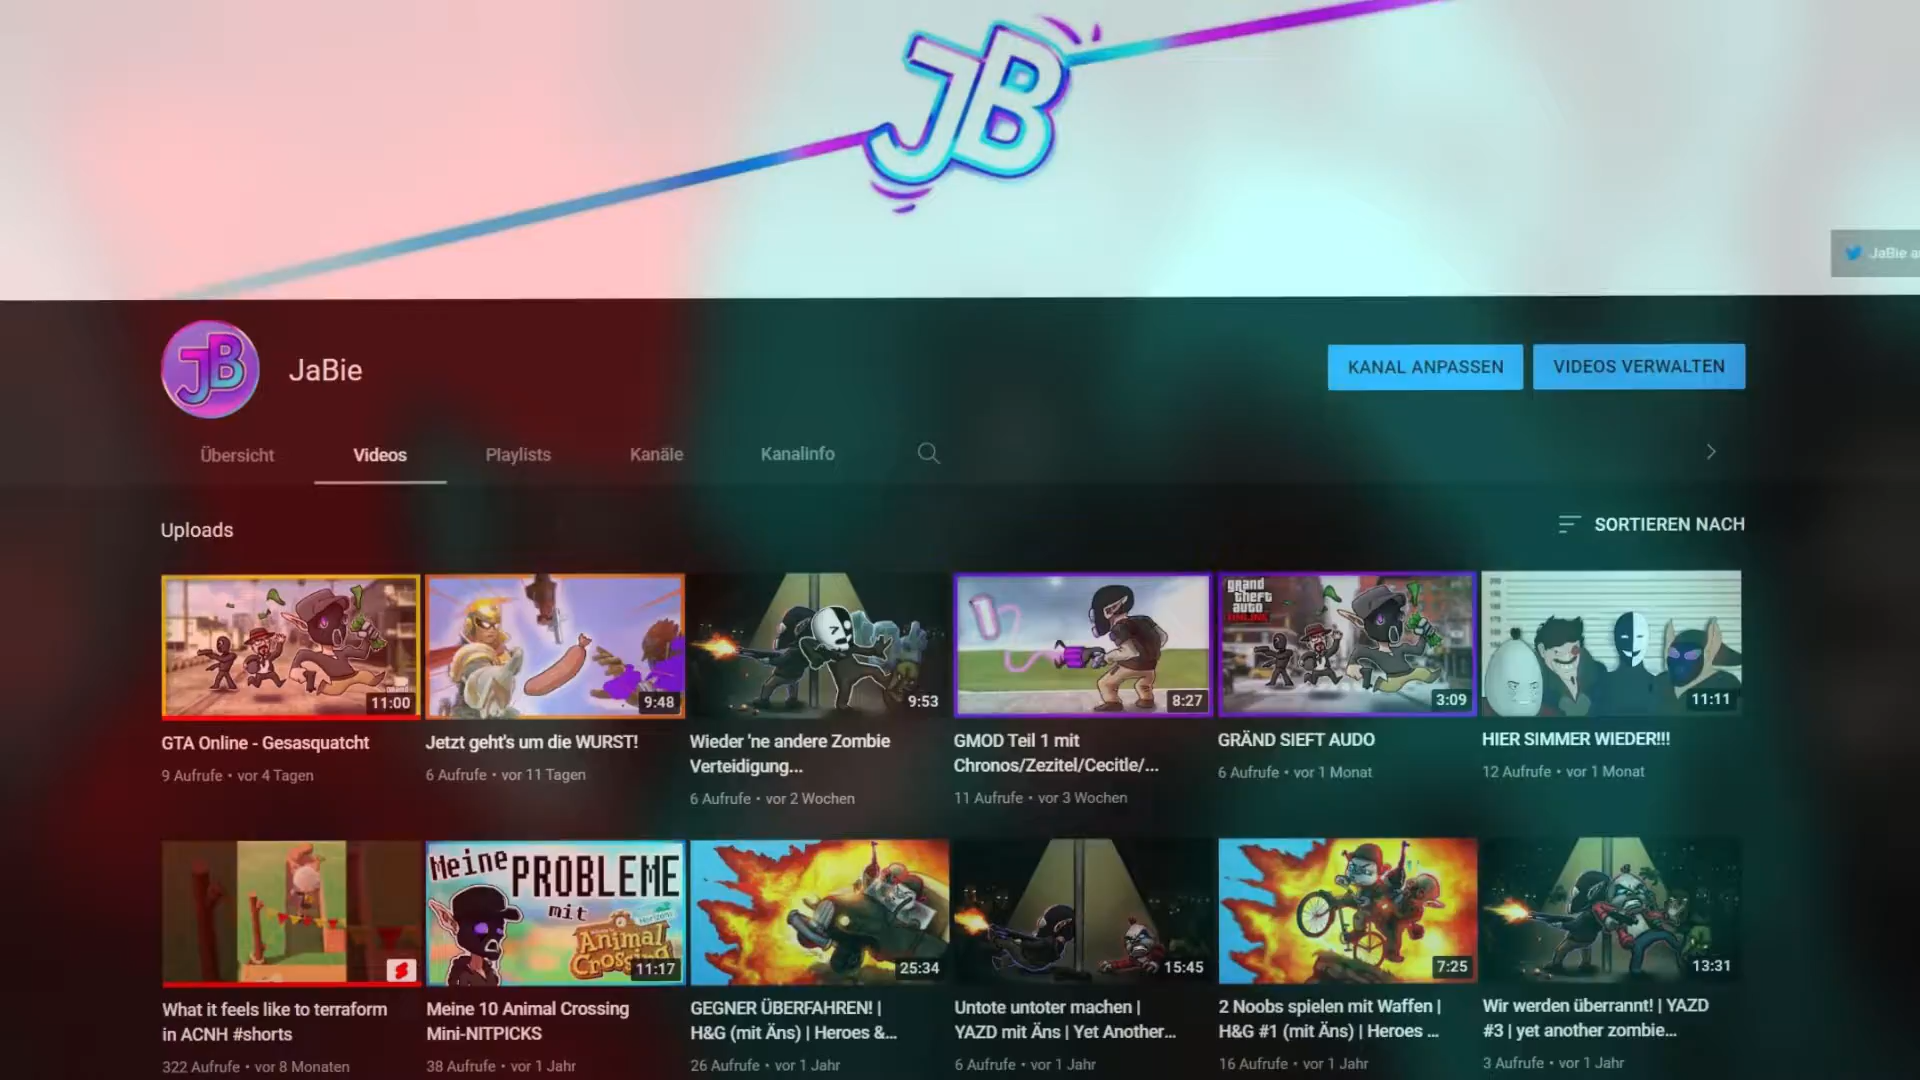 JB
JaBie
JB
JaBie
KANAL ANPASSEN
VIDEOS VERWALTEN
Übersicht
Videos
Playlists
Kanäle
Kanalinfo
Uploads
SORTIEREN NACH
11:00
9:48
9:53
8:27
grand
theft
auto
3:09
11:11
GTA Online - Gesasquatcht
9 Aufrufe • vor 4 Tagen
Jetzt geht's um die WURST!
6 Aufrufe • vor 11 Tagen
Wieder 'ne andere Zombie
Verteidigung...
6 Aufrufe • vor 2 Wochen
GMOD Teil 1 mit
Chronos/Zezitel/Cecitle/...
11 Aufrufe • vor 3 Wochen
GRÄND SIEFT AUDO
6 Aufrufe • vor 1 Monat
HIER SIMMER WIEDER!!!
12 Aufrufe • vor 1 Monat
Meine PROBLEME
mit
Animal
Crossing
11:17
25:34
15:45
7:25
13:31
What it feels like to terraform
in ACNH #shorts
322 Aufrufe • vor 8 Monaten
Meine 10 Animal Crossing
Mini-NITPICKS
38 Aufrufe • vor 1 Jahr
GEGNER ÜBERFAHREN! |
H&G (mit Äns) | Heroes &...
26 Aufrufe • vor 1 Jahr
Untote untoter machen |
YAZD mit Äns | Yet Another...
6 Aufrufe • vor 1 Jahr
2 Noobs spielen mit Waffen |
H&G #1 (mit Äns) | Heroes ...
16 Aufrufe • vor 1 Jahr
Wir werden überrannt! | YAZD
#3 | yet another zombie...
3 Aufrufe • vor 1 Jahr